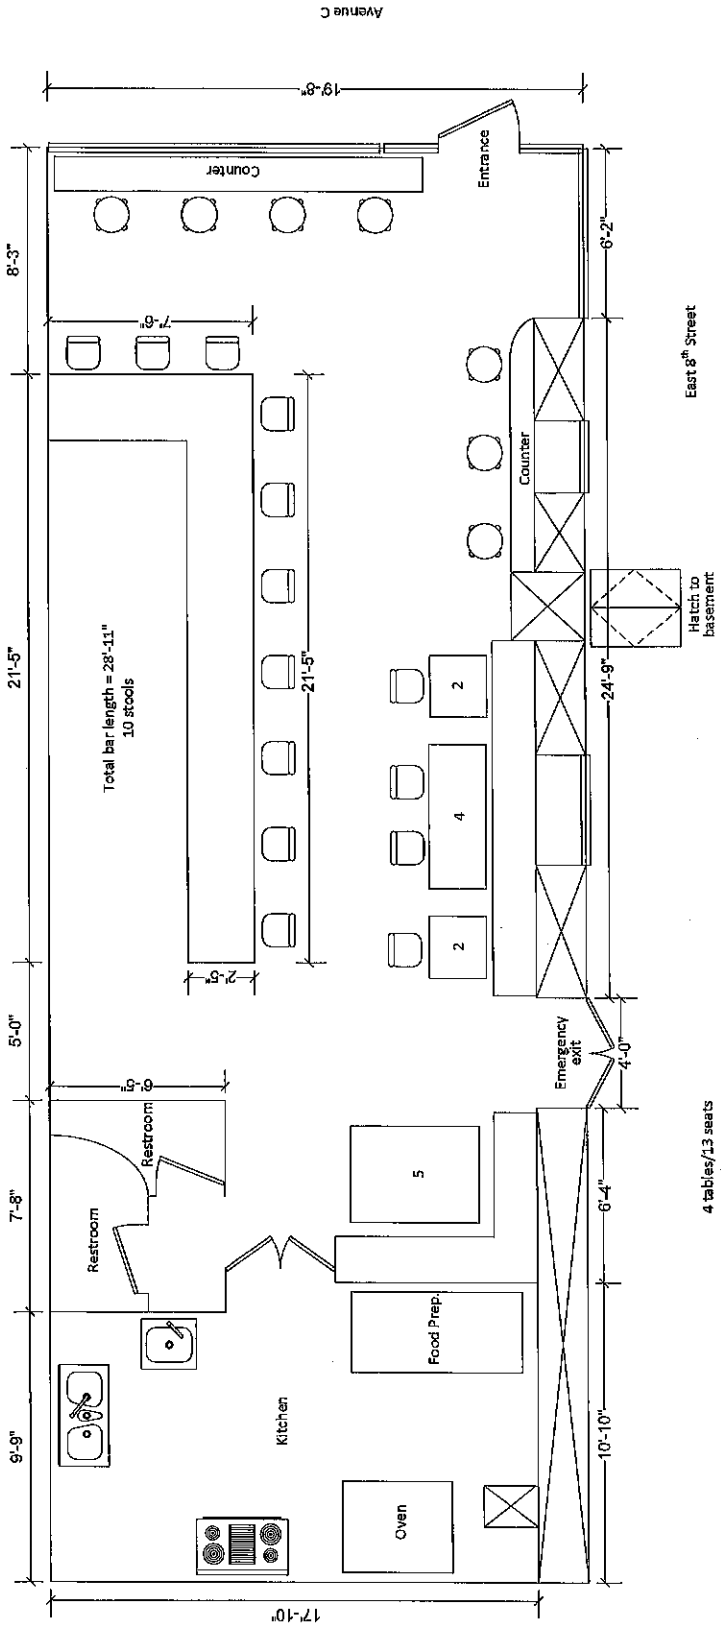 Avenue C
19'-8"
8'-3"
Counter
Entrance
7'-6"
6'-2"
East 8th Street
21'-5"
Total bar length = 28'-11"
10 stools
21'-5"
Counter
Hatch to
basement
24'-9"
2
4
2
2'-5"
5'-0"
Emergency
exit
4'-0"
6'-5"
7'-8"
Restroom
Restroom
5
6'-4"
4 tables/13 seats
9'-9"
Food Prep.
Kitchen
Oven
10'-10"
17'-10"